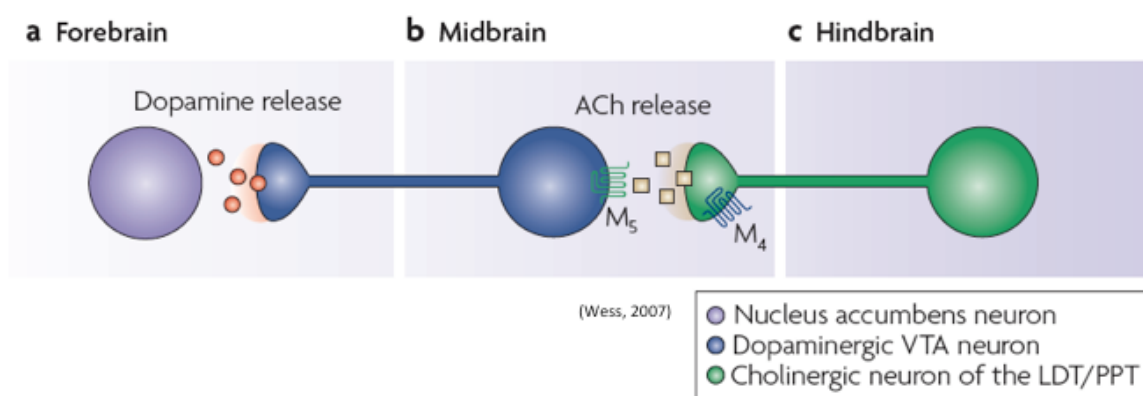 a Forebrain
b Midbrain
c Hindbrain
Dopamine release
ACh release
M₅
M₄
(Wess, 2007)
Nucleus accumbens neuron
Dopaminergic VTA neuron
Cholinergic neuron of the LDT/PPT